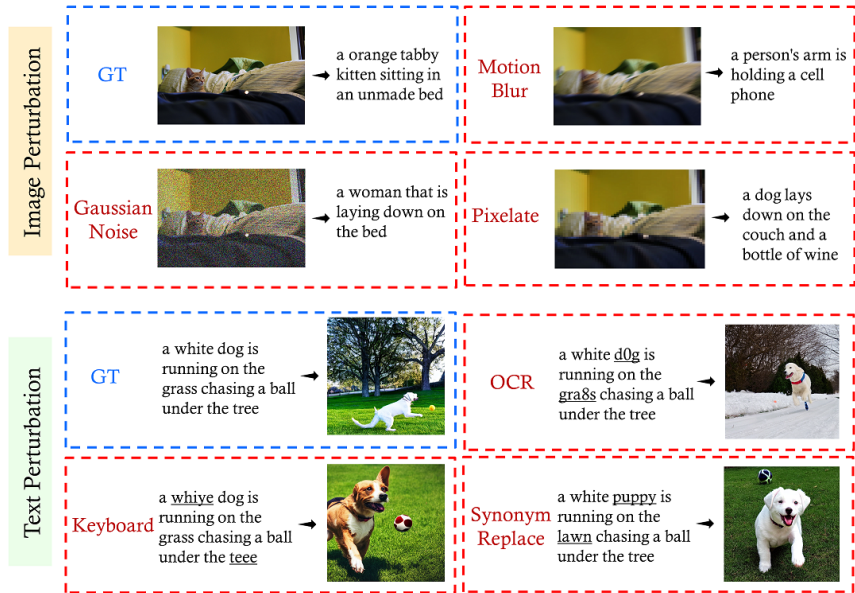 Image Perturbation
GT
a orange tabby
kitten sitting in
an unmade bed
Motion
Blur
a person's arm is
holding a cell
phone
Gaussian
Noise
a woman that is
laying down on
the bed
Pixelate
a dog lays
down on the
couch and a
bottle of wine
Text Perturbation
GT
a white dog is
running on the
grass chasing a ball
under the tree
OCR
a white d0g is
running on the
gra8s chasing a ball
under the tree
Keyboard
a whiye dog is
running on the
grass chasing a ball
under the teee
Synonym
Replace
a white puppy is
running on the
lawn chasing a ball
under the tree